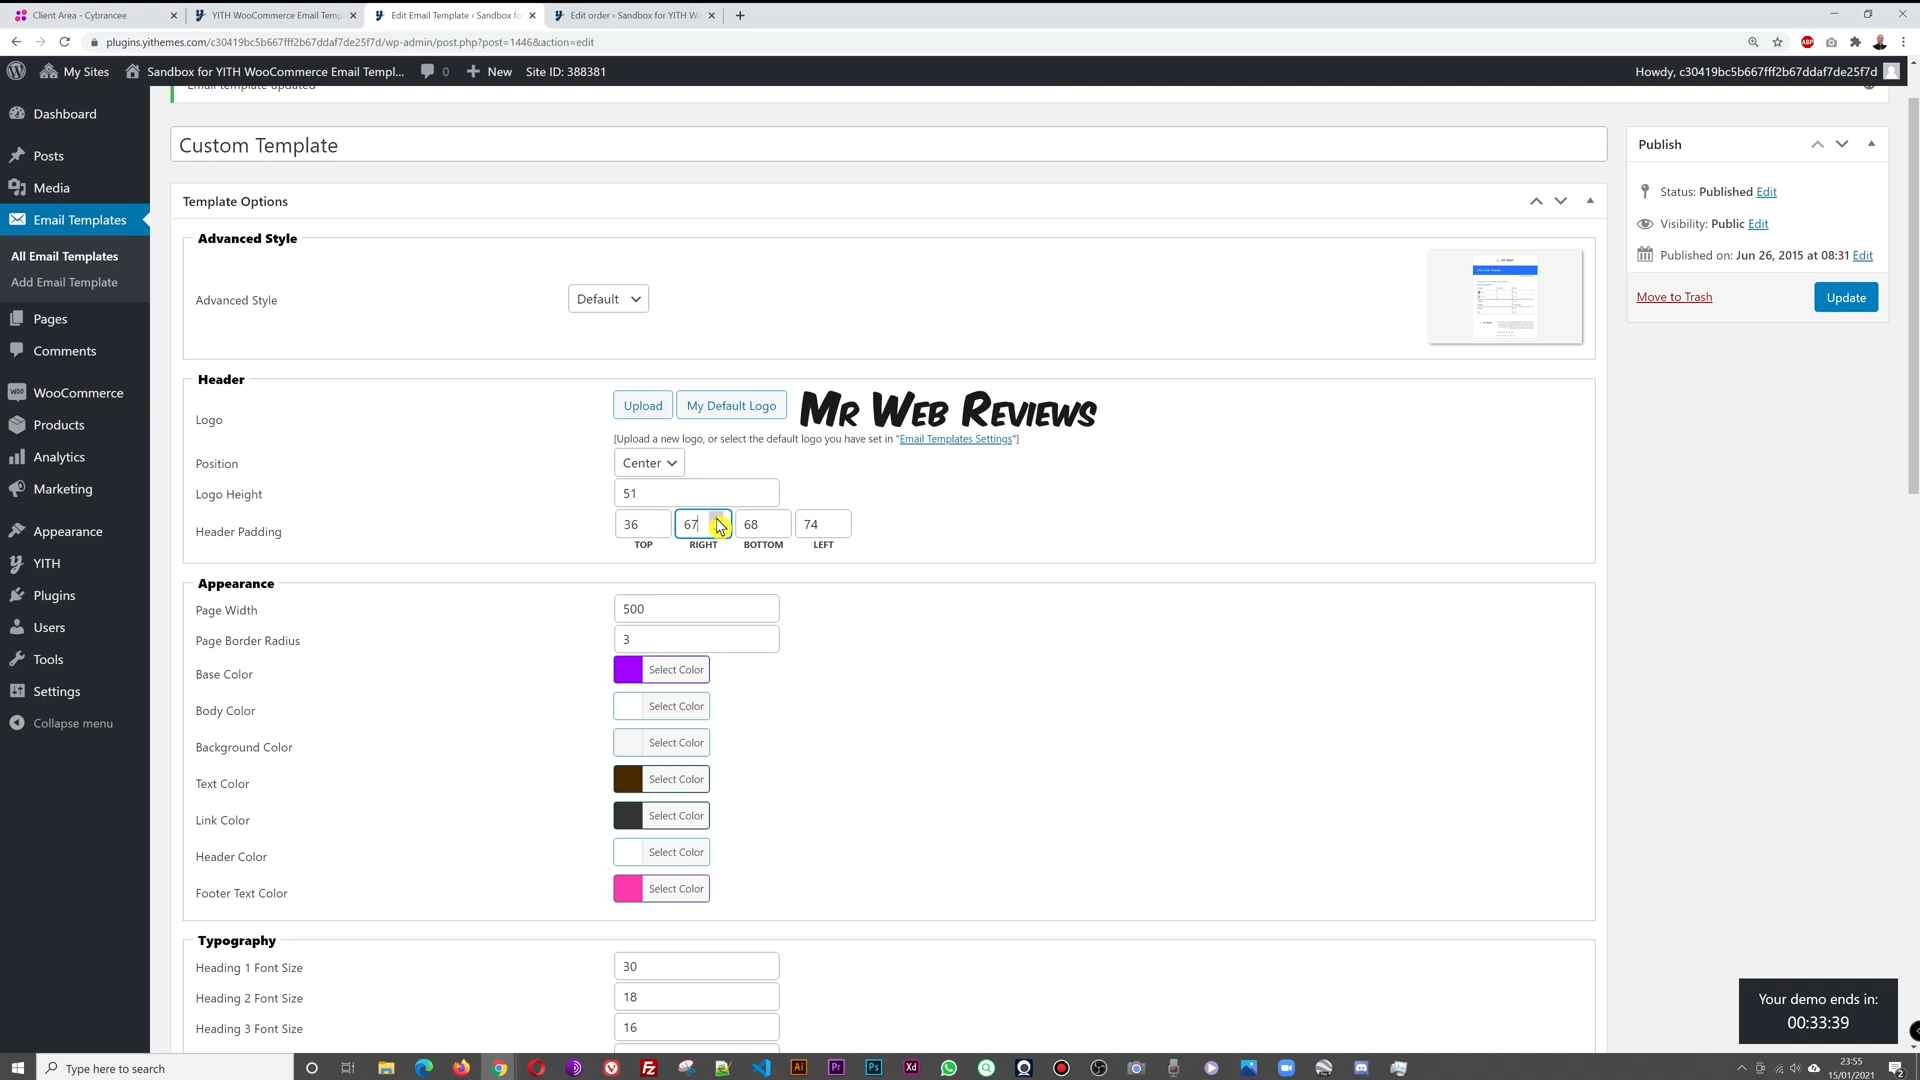 Client Area - Cybrancee
YITH WooCommerce Email Temp
Edit Email Template ‹ Sandbox fo
Edit order ‹ Sandbox for YITH W
plugins.yithemes.com/c30419bc5b667fff2b67ddaf7de25f7d/wp-admin/post.php?post=1446&action=edit
My Sites
Sandbox for YITH WooCommerce Email Templ...
0
New
Site ID: 388381
Howdy, c30419bc5b667fff2b67ddaf7de25f7d
Email template updated
Dashboard
Posts
Media
Email Templates
All Email Templates
Add Email Template
Pages
Comments
WooCommerce
Products
Analytics
Marketing
Appearance
YITH
Plugins
Users
Tools
Settings
Collapse menu
Custom Template
Template Options
Advanced Style
Advanced Style
Default
Header
Logo
Upload
My Default Logo
Mr Web Reviews
[Upload a new logo, or select the default logo you have set in "Email Templates Settings"]
Position
Center
Logo Height
51
Header Padding
36 67 68 74
TOP RIGHT BOTTOM LEFT
Appearance
Page Width
500
Page Border Radius
3
Base Color
Select Color
Body Color
Select Color
Background Color
Select Color
Text Color
Select Color
Link Color
Select Color
Header Color
Select Color
Footer Text Color
Select Color
Typography
Heading 1 Font Size
30
Heading 2 Font Size
18
Heading 3 Font Size
16
Publish
Status: Published Edit
Visibility: Public Edit
Published on: Jun 26, 2015 at 08:31 Edit
Move to Trash
Update
Your demo ends in:
00:33:39
Type here to search
23:55
15/01/2021